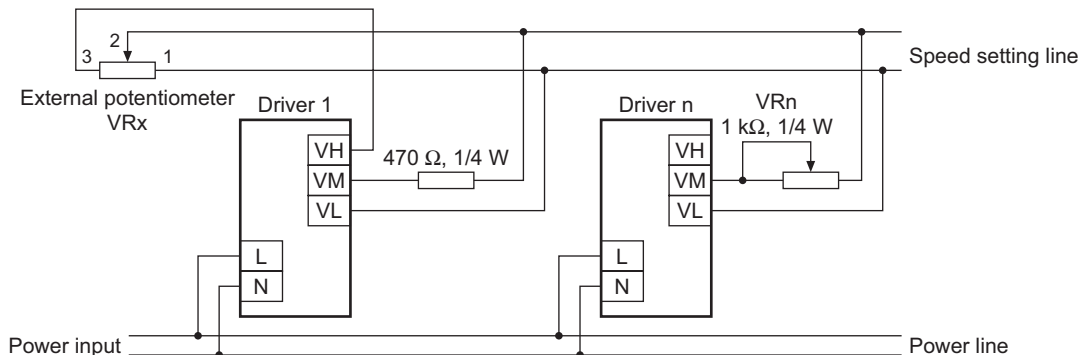 2
3
1
Speed setting line
External potentiometer
VRx
Driver 1
Driver n
VRn
1 kΩ, 1/4 W
VH
470 Ω, 1/4 W
VH
VM
VM
VL
VL
L
L
N
N
Power input
Power line